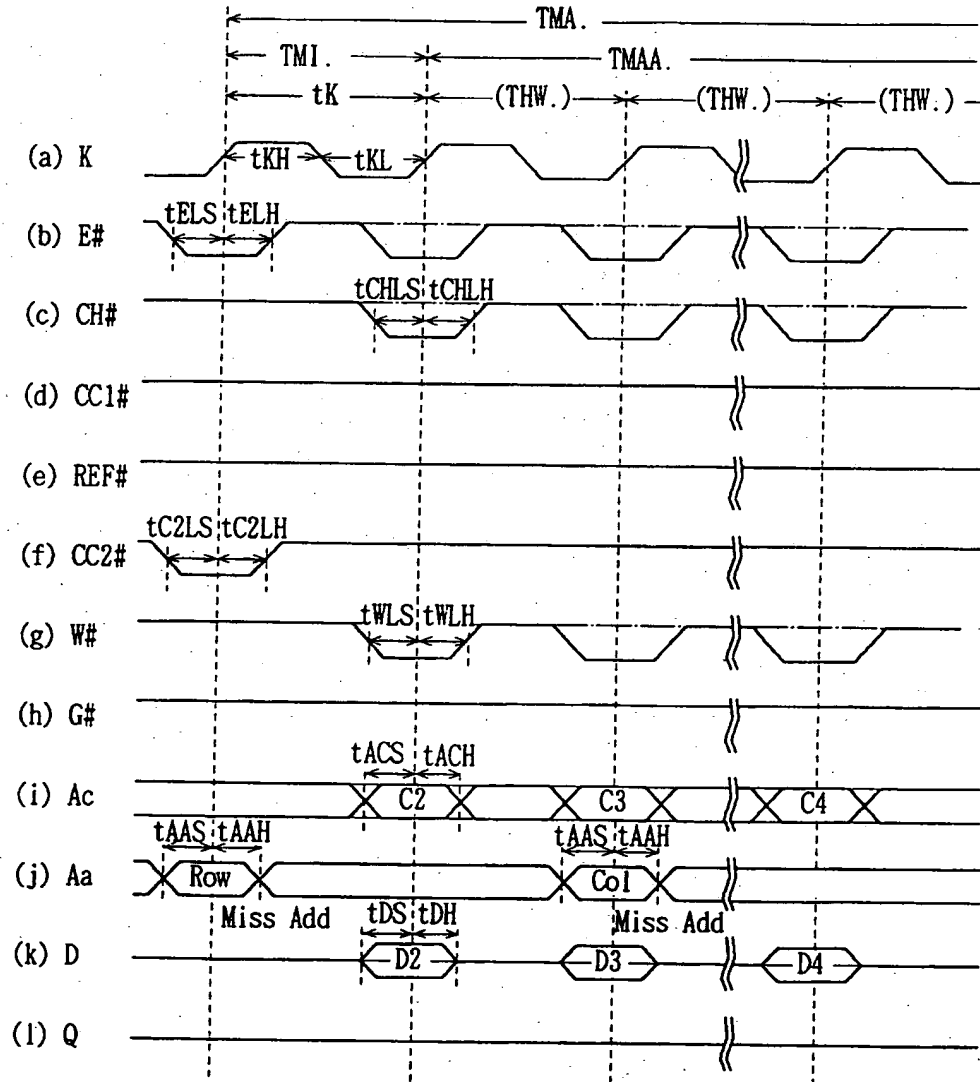 TMA.
TMI. TMAA.
tK (THW.) (THW.) (THW.)
(a) K tKH tKL
tELS tELH
(b) E#
tCHLS tCHLH
(c) CH#
(d) CC1#
(e) REF#
tC2LS tC2LH
(f) CC2#
tWLS tWLH
(g) W#
(h) G#
tACS tACH
(i) Ac C2 C3 C4
tAAS tAAH tAAS tAAH
(j) Aa Row Col
Miss Add tDS tDH Miss Add
(k) D D2 D3 D4
(l) Q